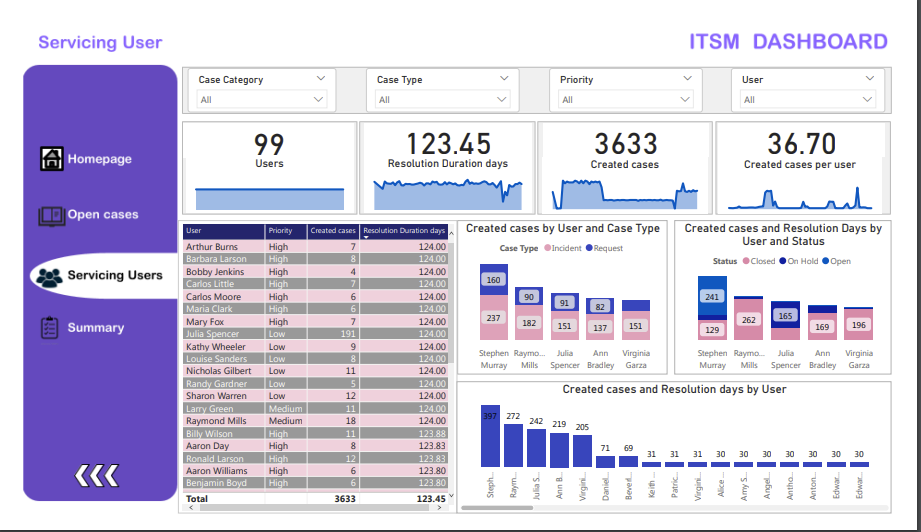 Servicing User
ITSM DASHBOARD
Case Category
All
Case Type
All
Priority
All
User
All
Homepage
Open cases
Servicing Users
Summary
99
Users
123.45
Resolution Duration days
3633
Created cases
36.70
Created cases per user
User Priority Created cases Resolution Duration days
Arthur Burns High 7 124.00
Barbara Larson High 8 124.00
Bobby Jenkins High 4 124.00
Carlos Little High 7 124.00
Carlos Moore High 6 124.00
Maria Clark High 6 124.00
Mary Fox High 7 124.00
Julia Spencer Low 191 124.00
Kathy Wheeler Low 9 124.00
Louise Sanders Low 8 124.00
Nicholas Gilbert Low 11 124.00
Randy Gardner Low 5 124.00
Sharon Warren Low 12 124.00
Larry Green Medium 11 124.00
Raymond Mills Medium 18 124.00
Billy Wilson High 11 123.88
Aaron Day High 8 123.83
Ronald Larson High 12 123.83
Aaron Williams High 6 123.80
Benjamin Boyd High 6 123.80
Total 3633 123.45
Created cases by User and Case Type
Case Type Incident Request
160 90 91 82
237 182 151 137 151
Stephen Raymo... Julia Ann Virginia
Murray Mills Spencer Bradley Garza
Created cases and Resolution Days by
User and Status
Status Closed On Hold Open
241 165
129 262 169 196
Stephen Raymo... Julia Ann Virginia
Murray Mills Spencer Bradley Garza
Created cases and Resolution days by User
397 272 242 219 205 71 69 31 31 31 30 30 30 30 30 30 30
Steph... Raym... Julia S... Ann B... Virgini... Daniel... Beverl... Keith ... Patric... Virgini... Alice ... Amy S... Angel... Antho... Anton... Edwar... Edwar...